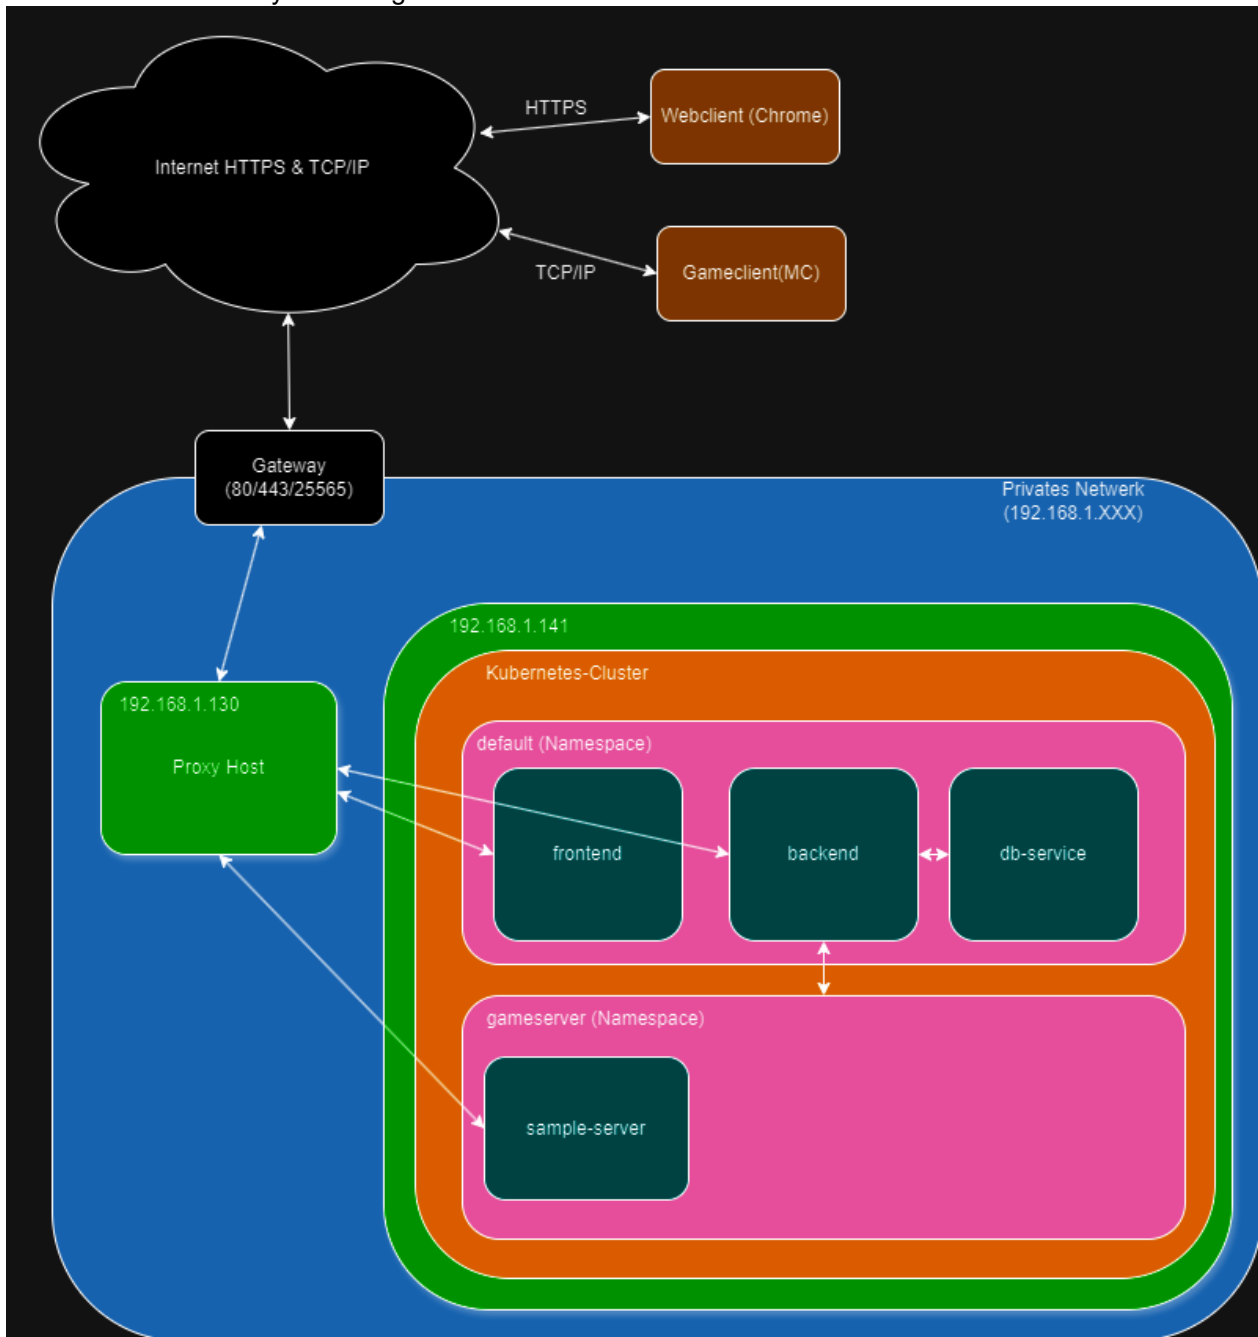 HTTPS
Webclient (Chrome)
Internet HTTPS & TCP/IP
TCP/IP
Gameclient(MC)
Gateway
(80/443/25565)
Privates Netwerk
(192.168.1.XXX)
192.168.1.141
Kubernetes-Cluster
192.168.1.130
Proxy Host
default (Namespace)
frontend
backend
db-service
gameserver (Namespace)
sample-server